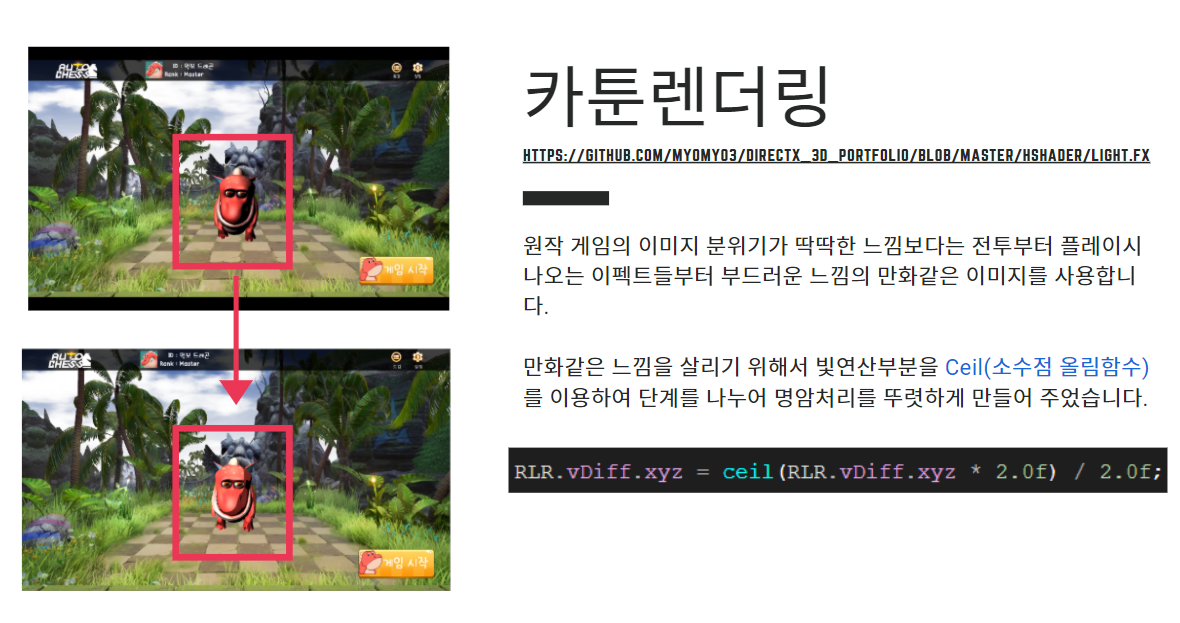 카툰렌더링
HTTPS://GITHUB.COM/MYOMYO3/DIRECTX_3D_PORTFOLIO/BLOB/MASTER/HSHADER/LIGHT.FX
원작 게임의 이미지 분위기가 딱딱한 느낌보다는 전투부터 플레이시
나오는 이펙트들부터 부드러운 느낌의 만화같은 이미지를 사용합니
다.
만화같은 느낌을 살리기 위해서 빛연산부분을 Ceil(소수점 올림함수)
를 이용하여 단계를 나누어 명암처리를 뚜렷하게 만들어 주었습니다.
RLR.vDiff.xyz = ceil(RLR.vDiff.xyz * 2.0f) / 2.0f;
AUTO
CHESS
ID : 악보 드래곤
Rank : Master
게임 시작
AUTO
CHESS
ID : 악보 드래곤
Rank : Master
게임 시작